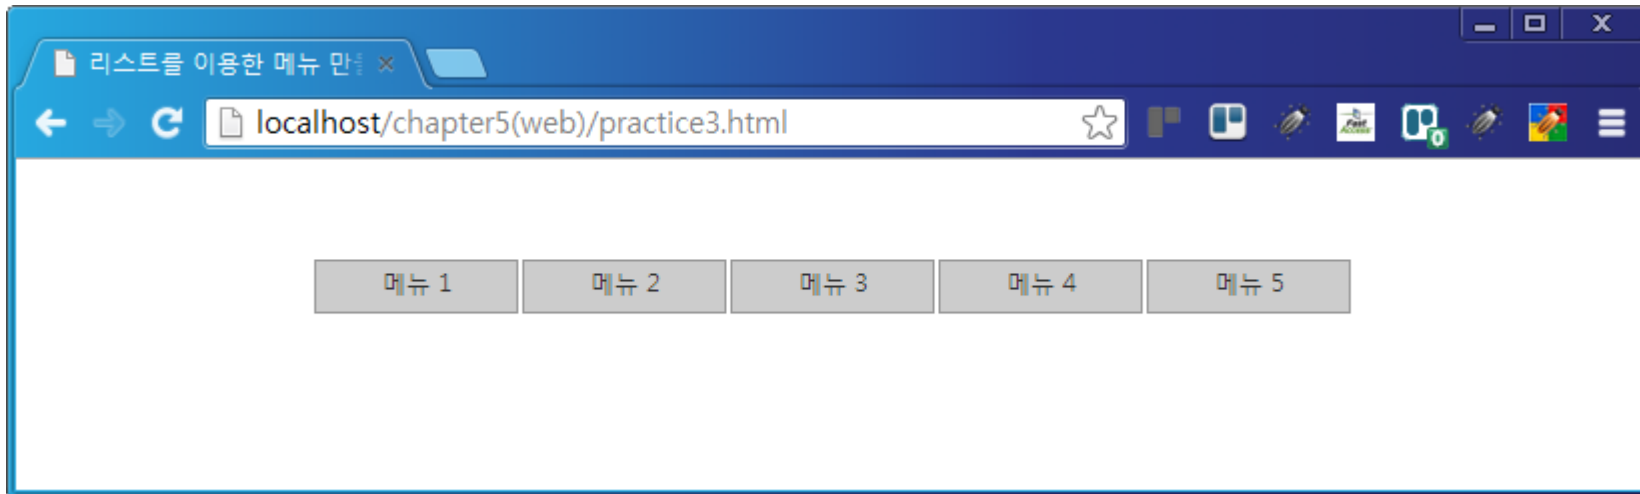 리스트를 이용한 메뉴 만
localhost/chapter5(web)/practice3.html
0
메뉴 1
메뉴 2
메뉴 3
메뉴 4
메뉴 5